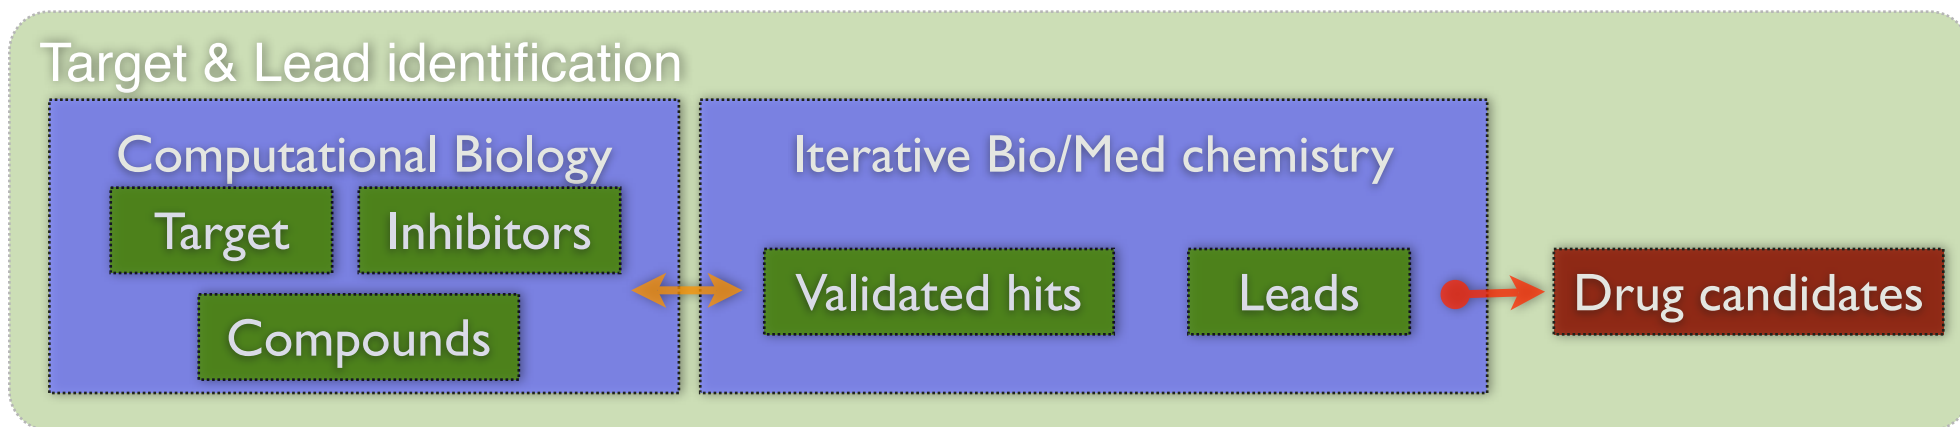 Target & Lead identification
Computational Biology
Target
Inhibitors
Compounds
Iterative Bio/Med chemistry
Validated hits
Leads
Drug candidates